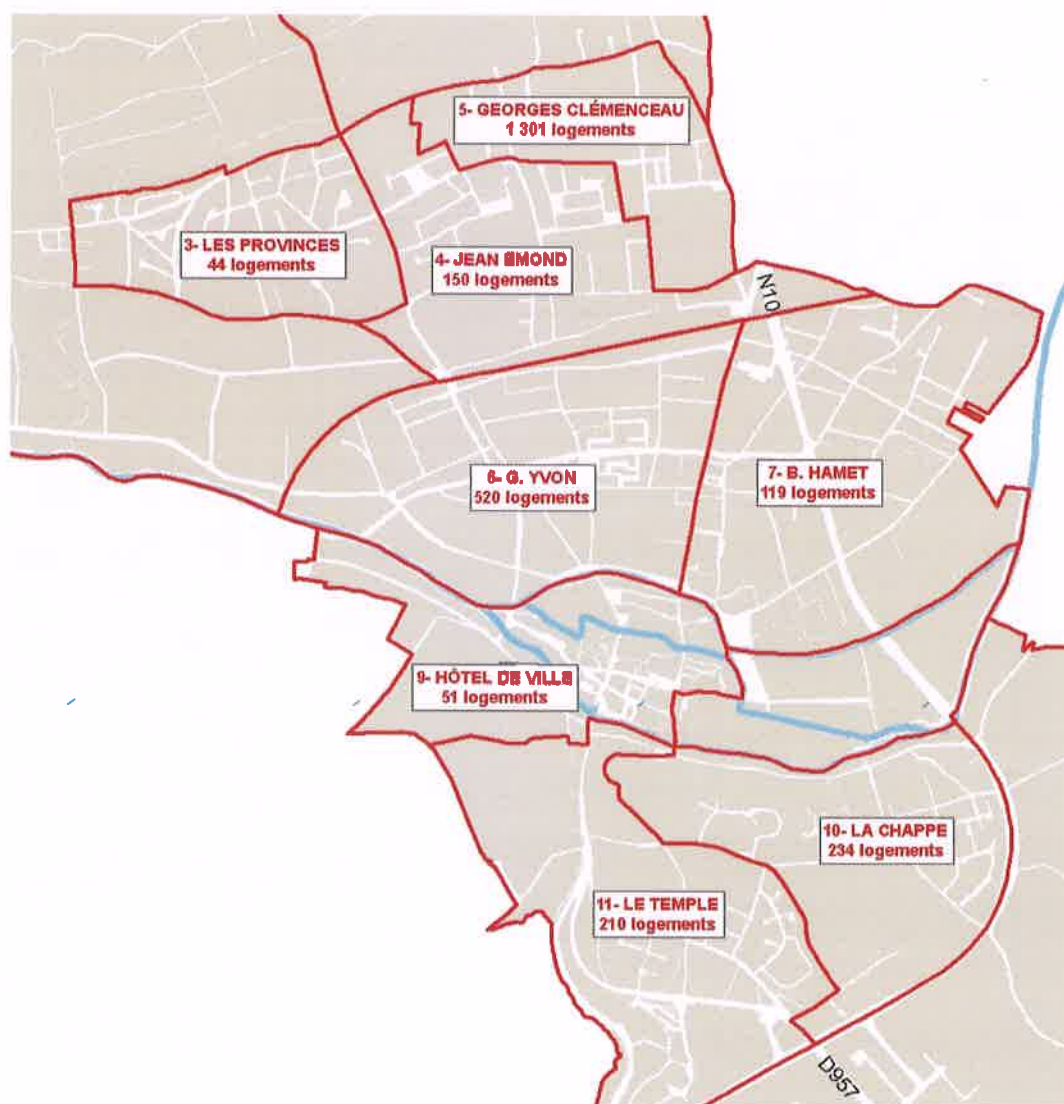 5- GEORGES CLÉMENCEAU
1 301 logements
3- LES PROVINCES
44 logements
4- JEAN EMOND
150 logements
N10
6- G. YVON
520 logements
7- B. HAMET
119 logements
9- HÔTEL DE VILLE
51 logements
10- LA CHAPPE
234 logements
11- LE TEMPLE
210 logements
D957